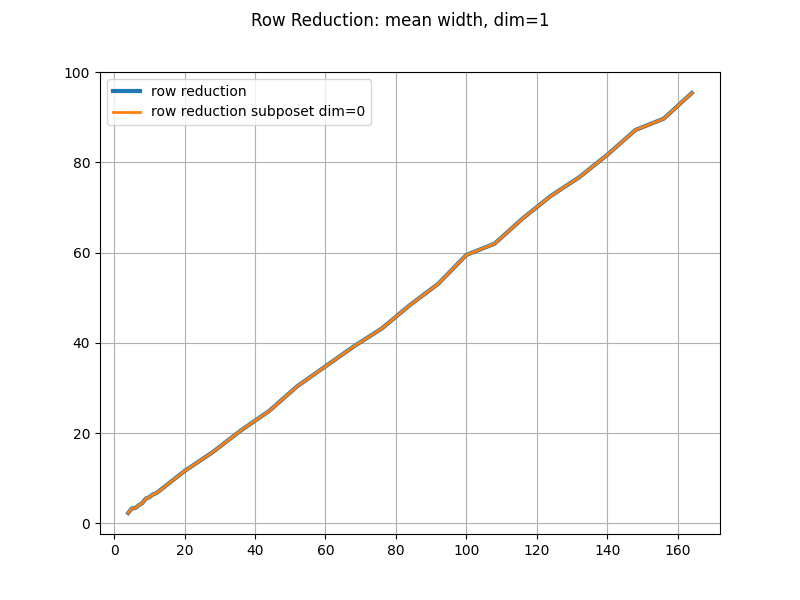 Row Reduction: mean width, dim=1
row reduction
row reduction subposet dim=0
100
80
60
40
20
0
0 20 40 60 80 100 120 140 160